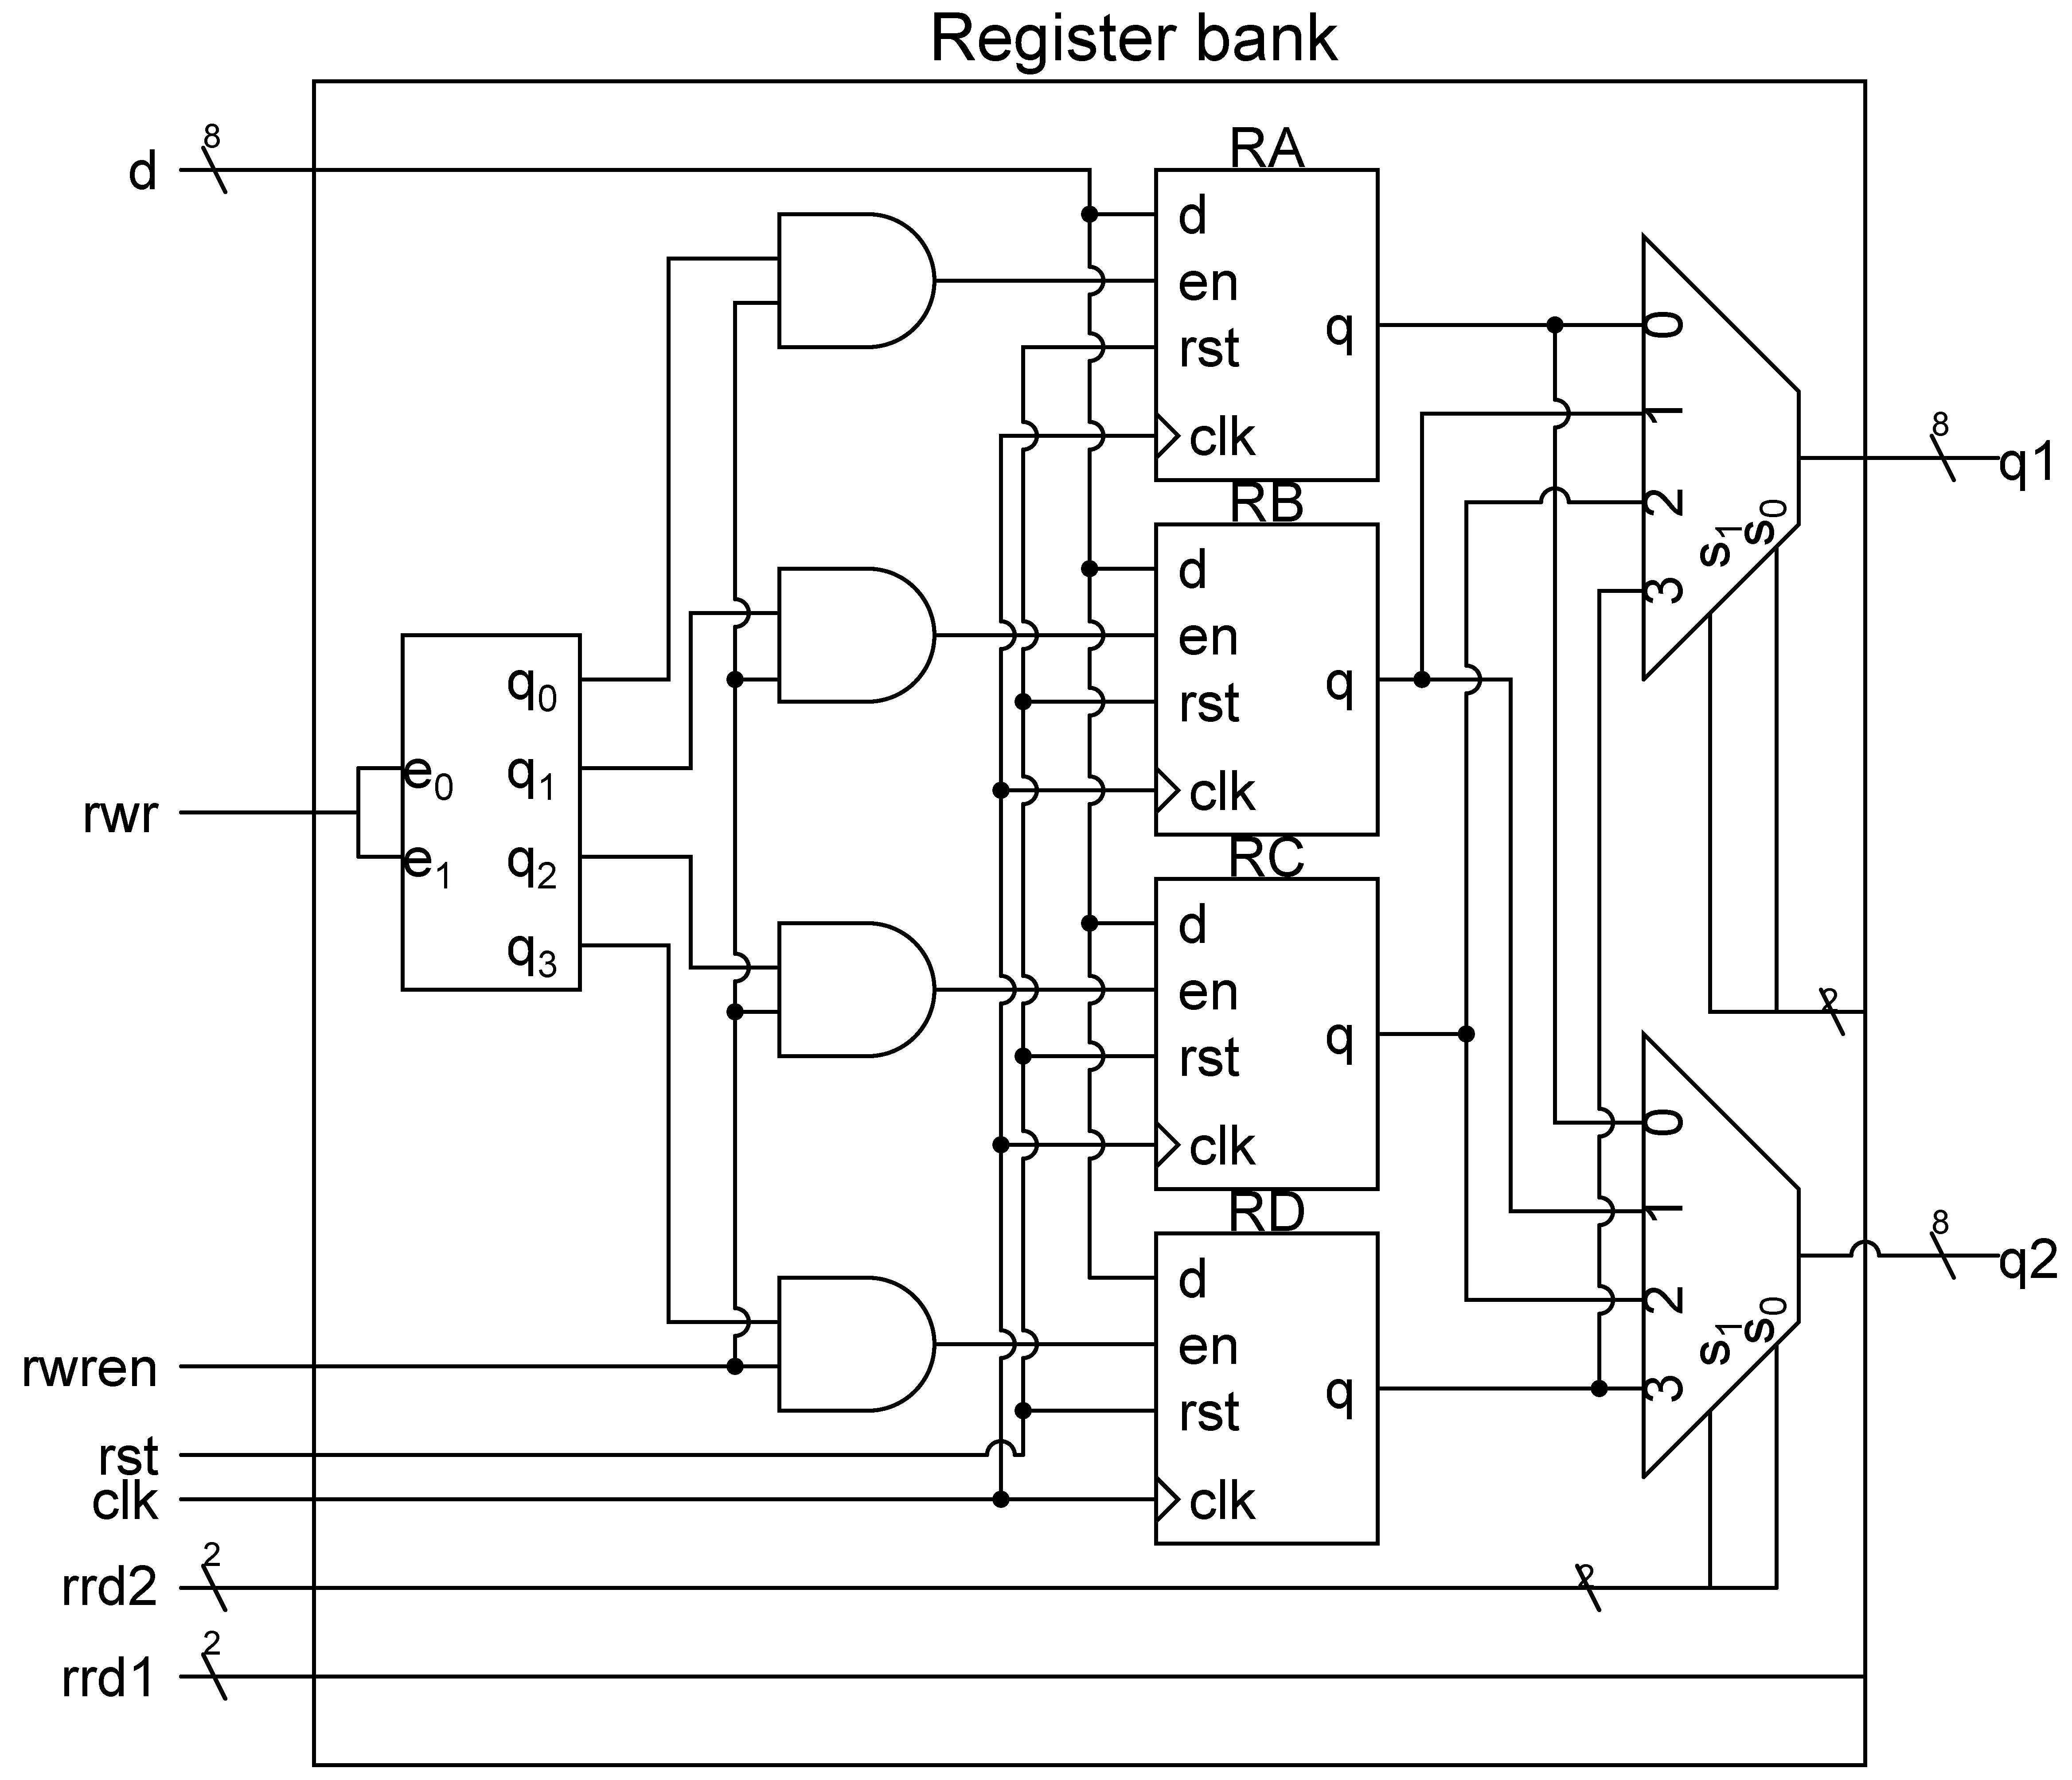 Register bank
d
8
RA
d
en
rst
clk
q
RB
d
en
rst
clk
q
RC
d
en
rst
clk
q
RD
d
en
rst
clk
q
e0
e1
q0
q1
q2
q3
rwr
rwren
rst
clk
rrd2
2
rrd1
2
0
1
2
3
s1
s0
8
q1
2
0
1
2
3
s1
s0
8
q2
2